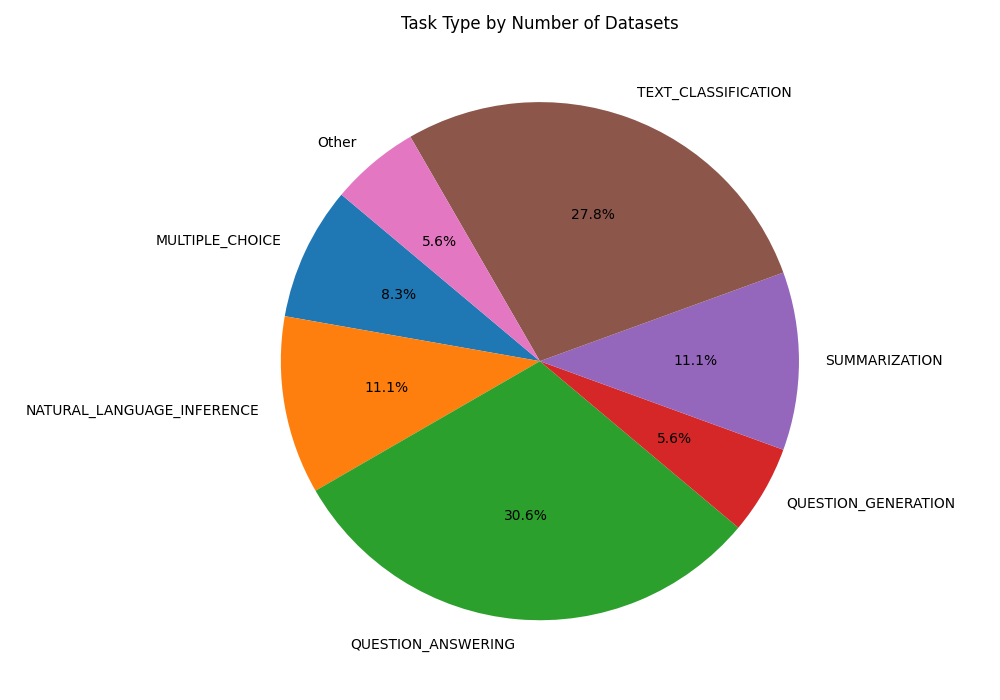 Task Type by Number of Datasets
TEXT_CLASSIFICATION
Other
27.8%
5.6%
MULTIPLE_CHOICE
8.3%
SUMMARIZATION
11.1%
11.1%
NATURAL_LANGUAGE_INFERENCE
5.6%
QUESTION_GENERATION
30.6%
QUESTION_ANSWERING